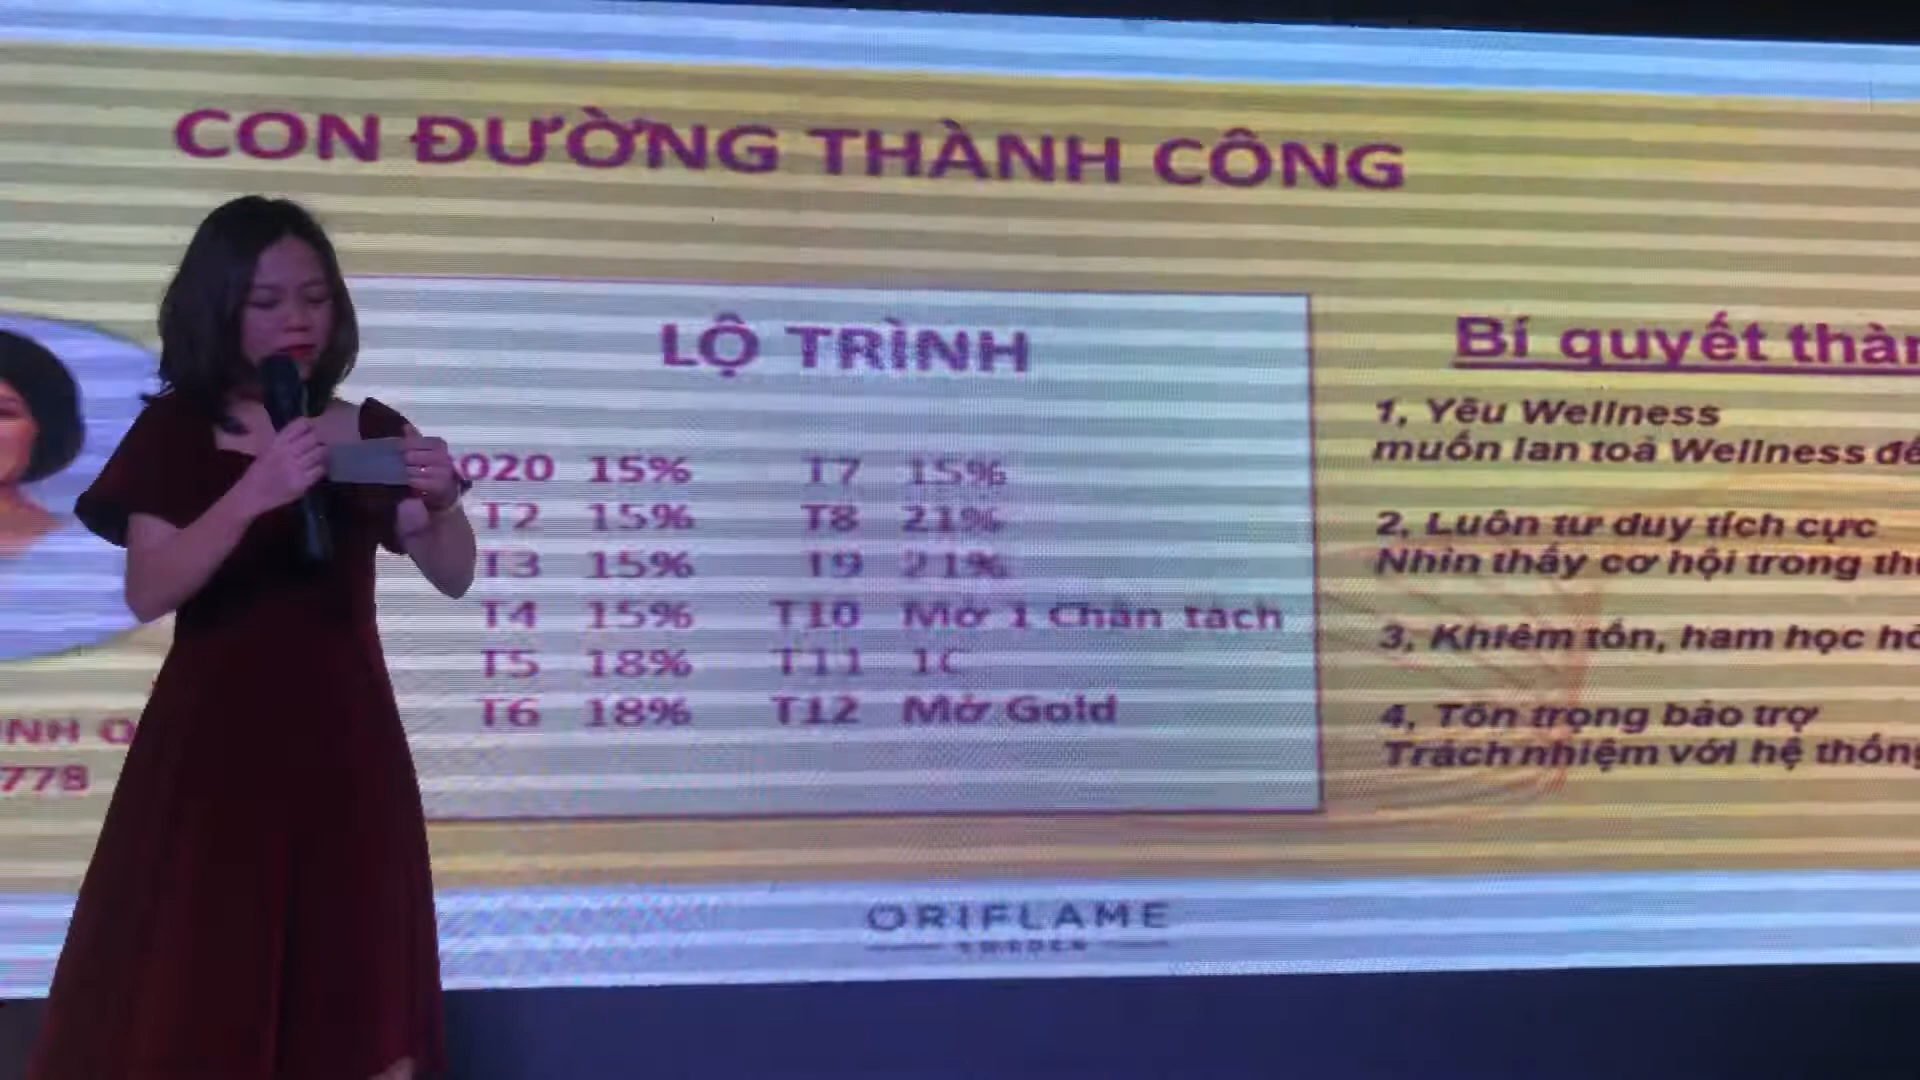 CON ĐƯỜNG THÀNH CÔNG
LỘ TRÌNH
020 15% T7 15%
T2 15% T8 21%
T3 15% T9 21%
T4 15% T10 Mở 1 Chân tách
T5 18% T11 1C
T6 18% T12 Mở Gold
Bí quyết thàn
1, Yêu Wellness
muốn lan toả Wellness đế
2, Luôn tư duy tích cực
Nhìn thấy cơ hội trong th
3, Khiêm tốn, ham học hỏ
4, Tôn trọng bảo trợ
Trách nhiệm với hệ thống
INH Q
778
ORIFLAME
SWEDEN